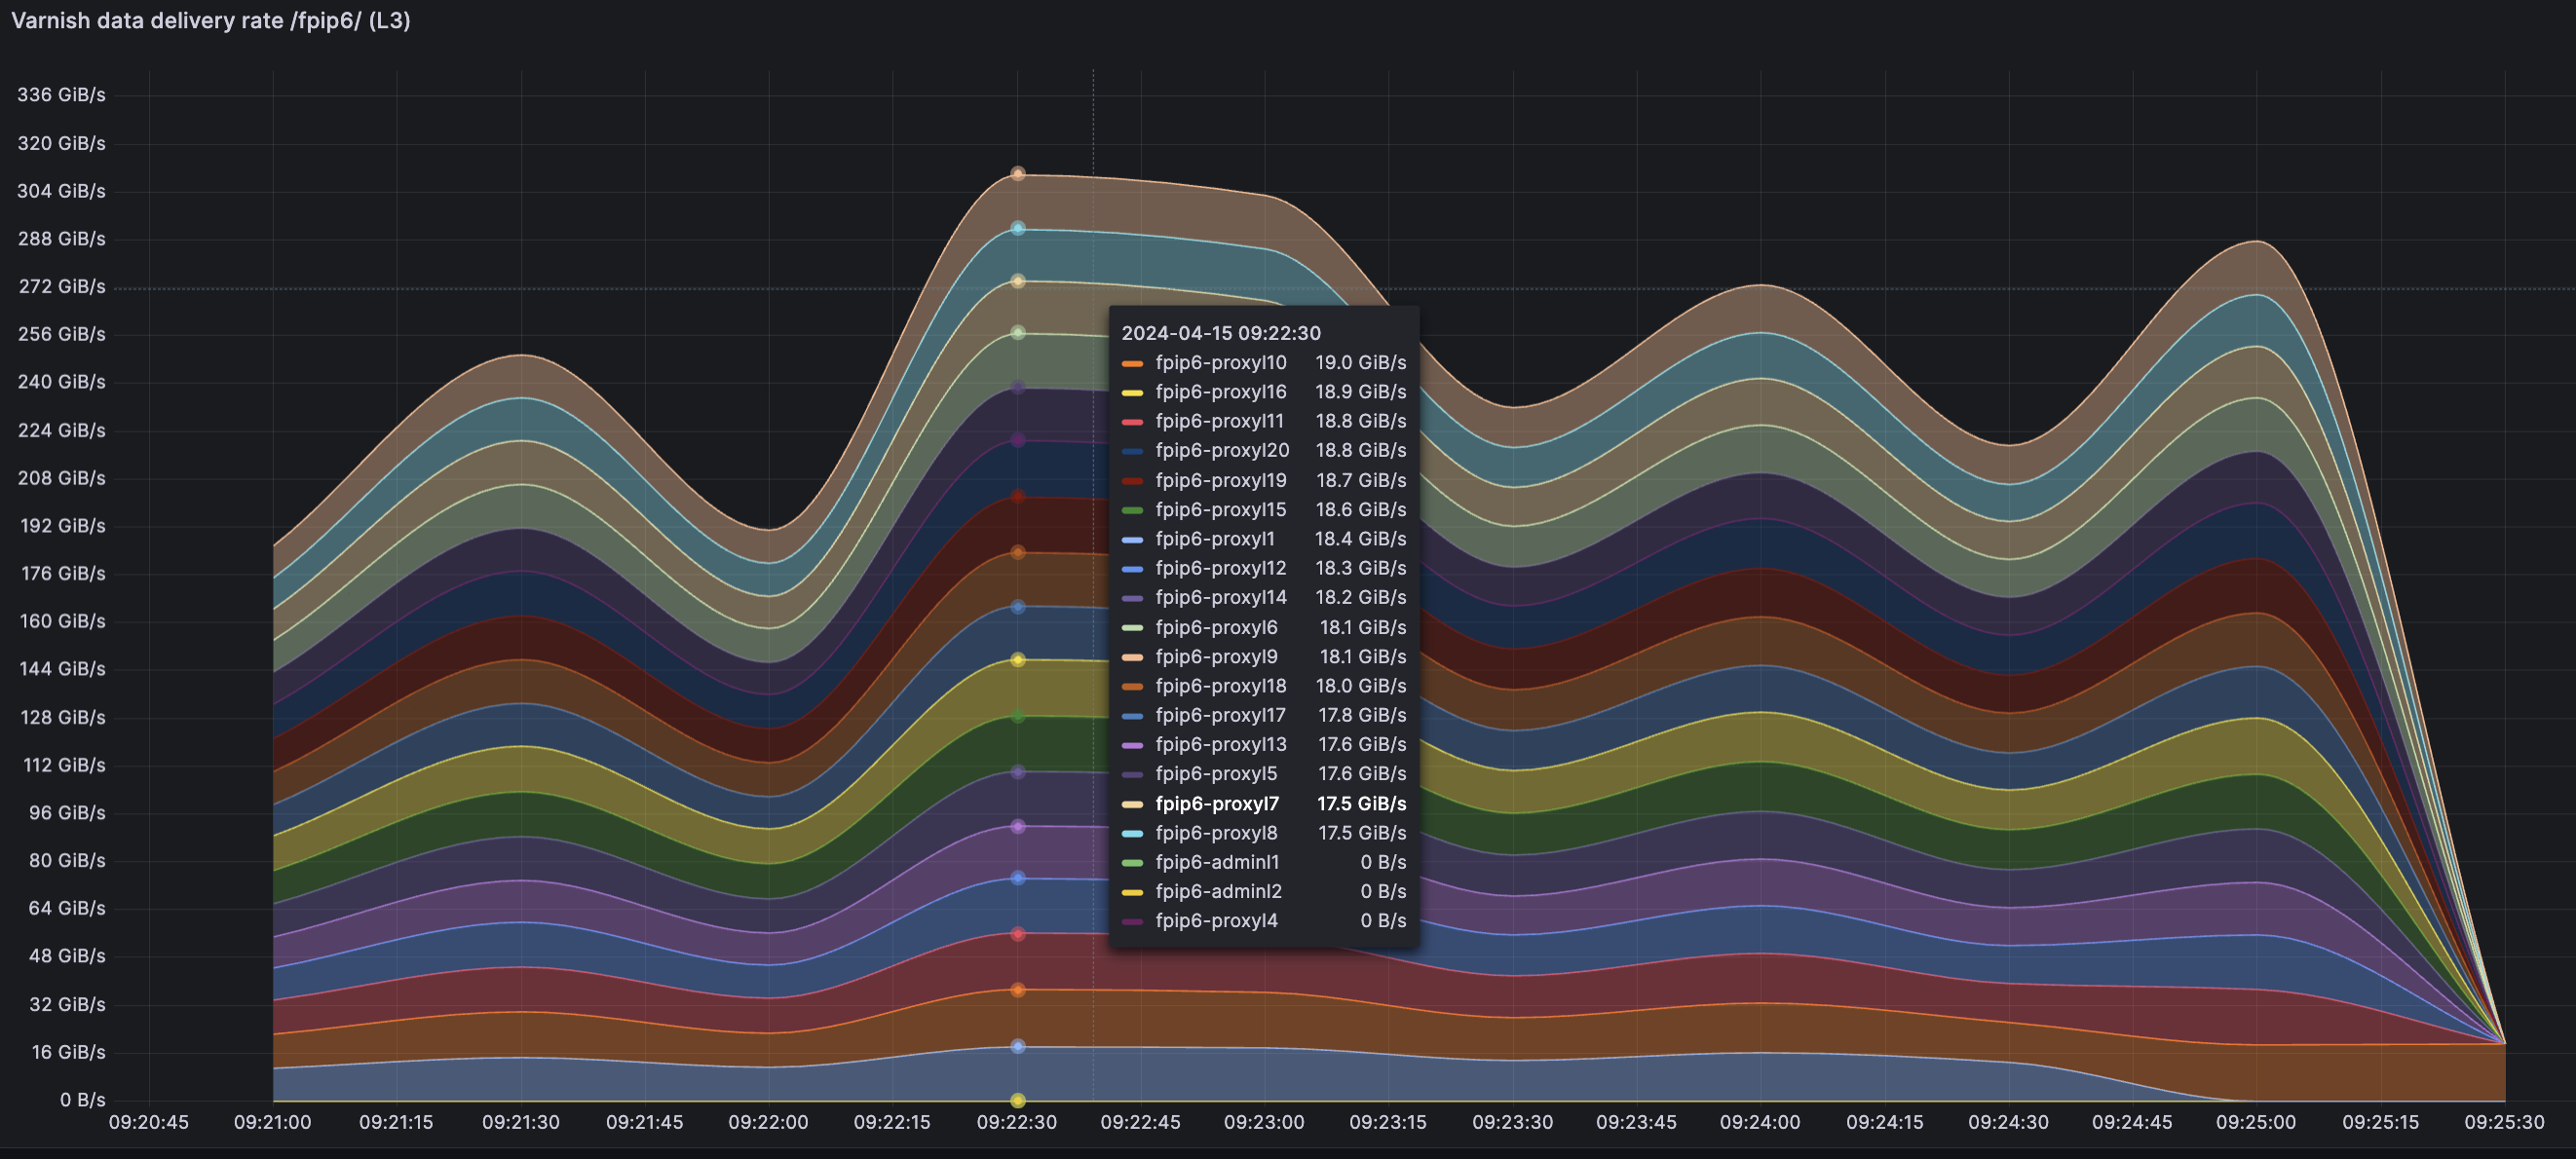 Varnish data delivery rate /fpip6/ (L3)
336 GiB/s
320 GiB/s
304 GiB/s
288 GiB/s
272 GiB/s
256 GiB/s
240 GiB/s
224 GiB/s
208 GiB/s
192 GiB/s
176 GiB/s
160 GiB/s
144 GiB/s
128 GiB/s
112 GiB/s
96 GiB/s
80 GiB/s
64 GiB/s
48 GiB/s
32 GiB/s
16 GiB/s
0 B/s
2024-04-15 09:22:30
fpip6-proxyl10 19.0 GiB/s
fpip6-proxyl16 18.9 GiB/s
fpip6-proxyl11 18.8 GiB/s
fpip6-proxyl20 18.8 GiB/s
fpip6-proxyl19 18.7 GiB/s
fpip6-proxyl15 18.6 GiB/s
fpip6-proxyl1 18.4 GiB/s
fpip6-proxyl12 18.3 GiB/s
fpip6-proxyl14 18.2 GiB/s
fpip6-proxyl6 18.1 GiB/s
fpip6-proxyl9 18.1 GiB/s
fpip6-proxyl18 18.0 GiB/s
fpip6-proxyl17 17.8 GiB/s
fpip6-proxyl13 17.6 GiB/s
fpip6-proxyl5 17.6 GiB/s
fpip6-proxyl7 17.5 GiB/s
fpip6-proxyl8 17.5 GiB/s
fpip6-adminl1 0 B/s
fpip6-adminl2 0 B/s
fpip6-proxyl4 0 B/s
09:20:45 09:21:00 09:21:15 09:21:30 09:21:45 09:22:00 09:22:15 09:22:30 09:22:45 09:23:00 09:23:15 09:23:30 09:23:45 09:24:00 09:24:15 09:24:30 09:24:45 09:25:00 09:25:15 09:25:30